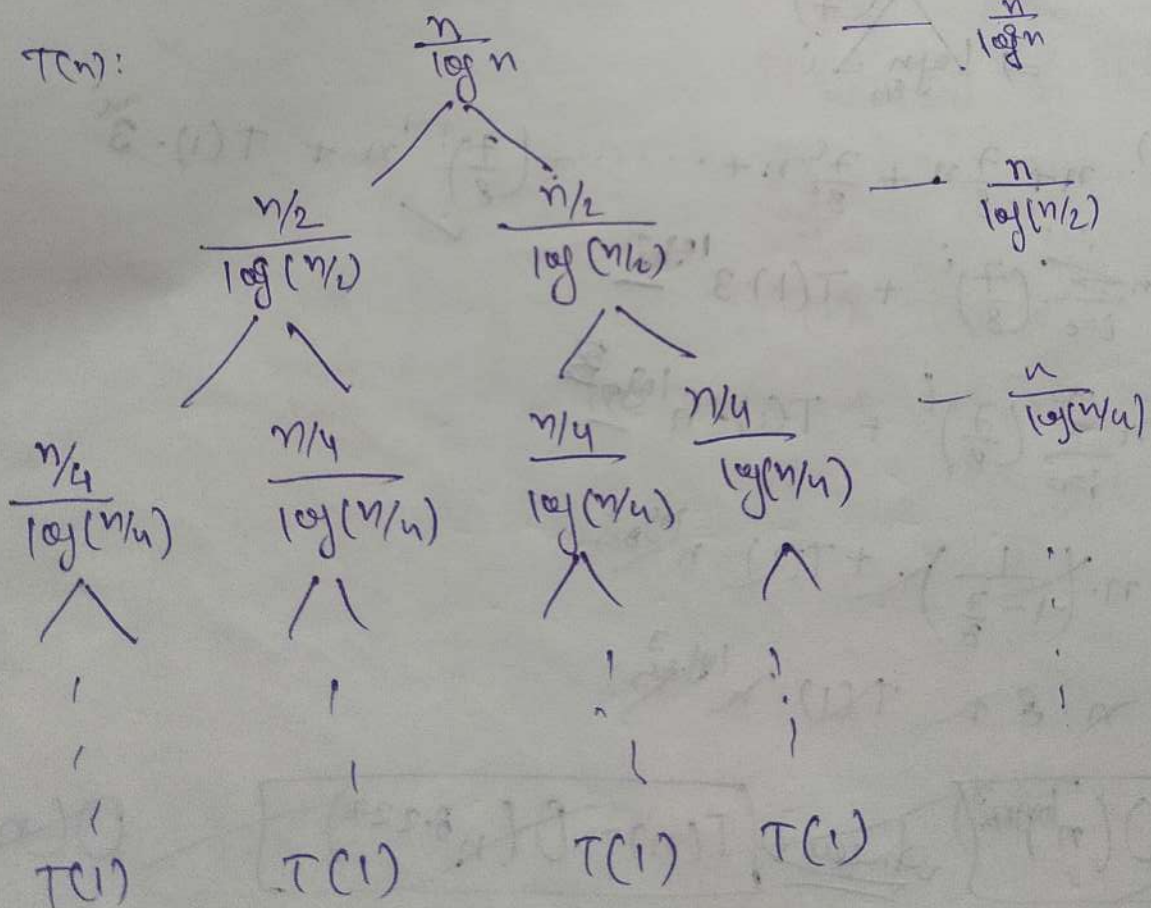 T(n): n/log n — n/log n
(n/2)/log(n/2) (n/2)/log(n/2) — n/log(n/2)
(n/4)/log(n/4) (n/4)/log(n/4) (n/4)/log(n/4) (n/4)/log(n/4) — n/log(n/4)
T(1) T(1) T(1) T(1)